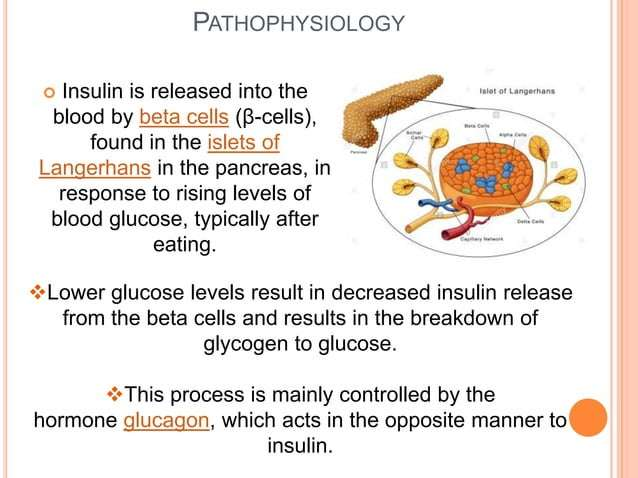 PATHOPHYSIOLOGY
Insulin is released into the
blood by beta cells (β-cells),
found in the islets of
Langerhans in the pancreas, in
response to rising levels of
blood glucose, typically after
eating.
Islet of Langerhans
Beta Cells
Alpha Cells
Acinar
Cells
Pancreas
Delta Cells
Capillary Network
❖Lower glucose levels result in decreased insulin release
from the beta cells and results in the breakdown of
glycogen to glucose.
❖This process is mainly controlled by the
hormone glucagon, which acts in the opposite manner to
insulin.